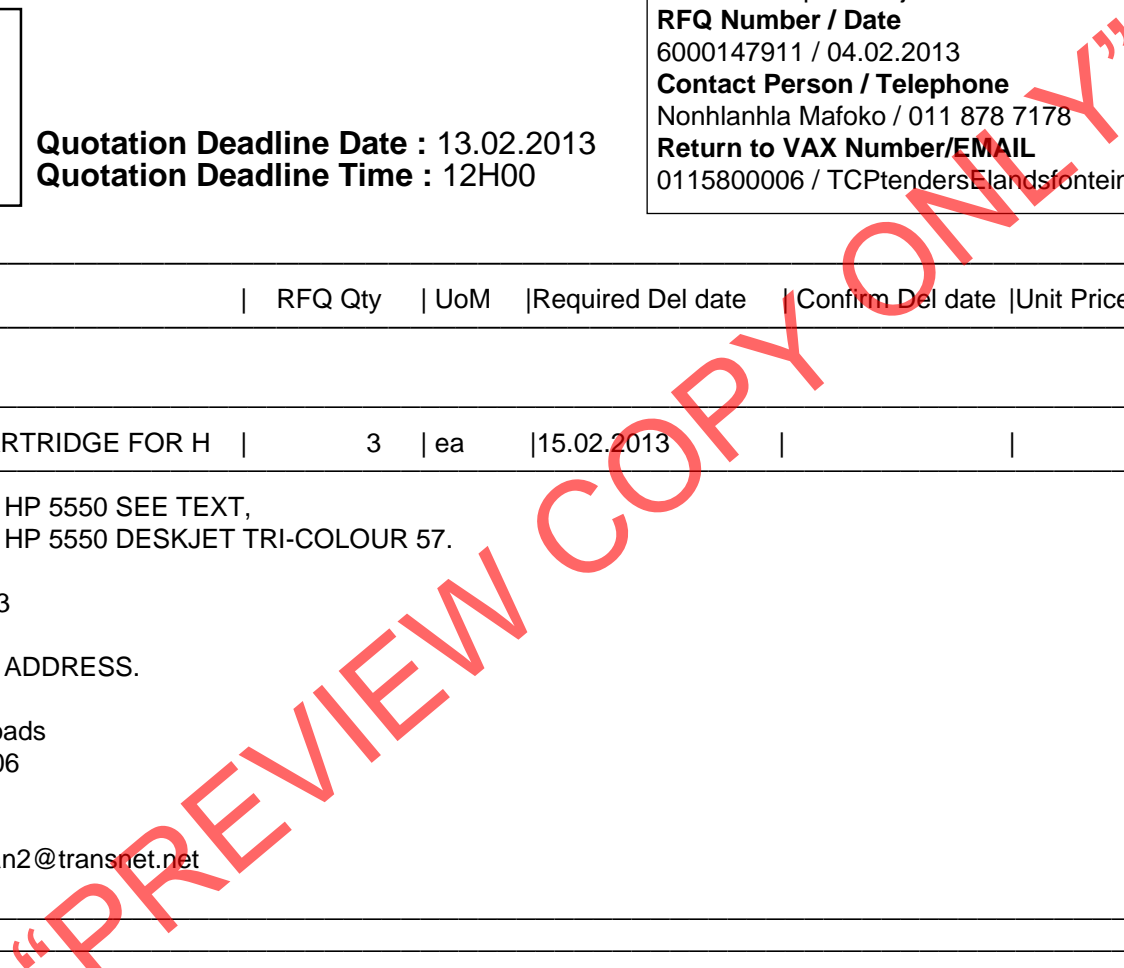 RFQ Number / Date
6000147911 / 04.02.2013
Contact Person / Telephone
Nonhlanhla Mafoko / 011 878 7178
Return to VAX Number/EMAIL
0115800006 / TCPtendersElandsfontein
Quotation Deadline Date : 13.02.2013
Quotation Deadline Time : 12H00
| RFQ Qty | UoM |Required Del date | Confirm Del date |Unit Price
RTRIDGE FOR H | 3 | ea |15.02.2013 | |
HP 5550 SEE TEXT,
HP 5550 DESKJET TRI-COLOUR 57.
3
ADDRESS.
oads
06
n2@transnet.net
“PREVIEW COPY ONLY”